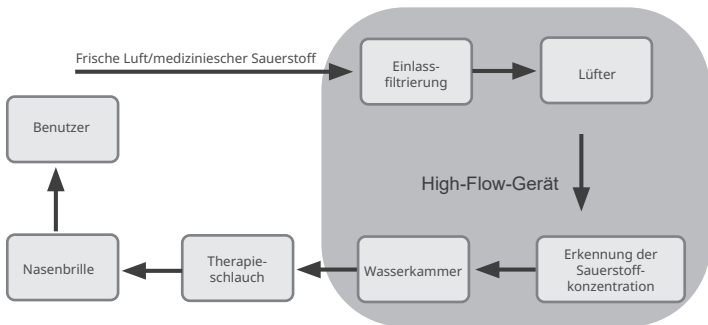 Frische Luft/mediziniescher Sauerstoff
Einlass-
filtrierung
Lüfter
Benutzer
High-Flow-Gerät
Nasenbrille
Therapie-
schlauch
Wasserkammer
Erkennung der
Sauerstoff-
konzentration